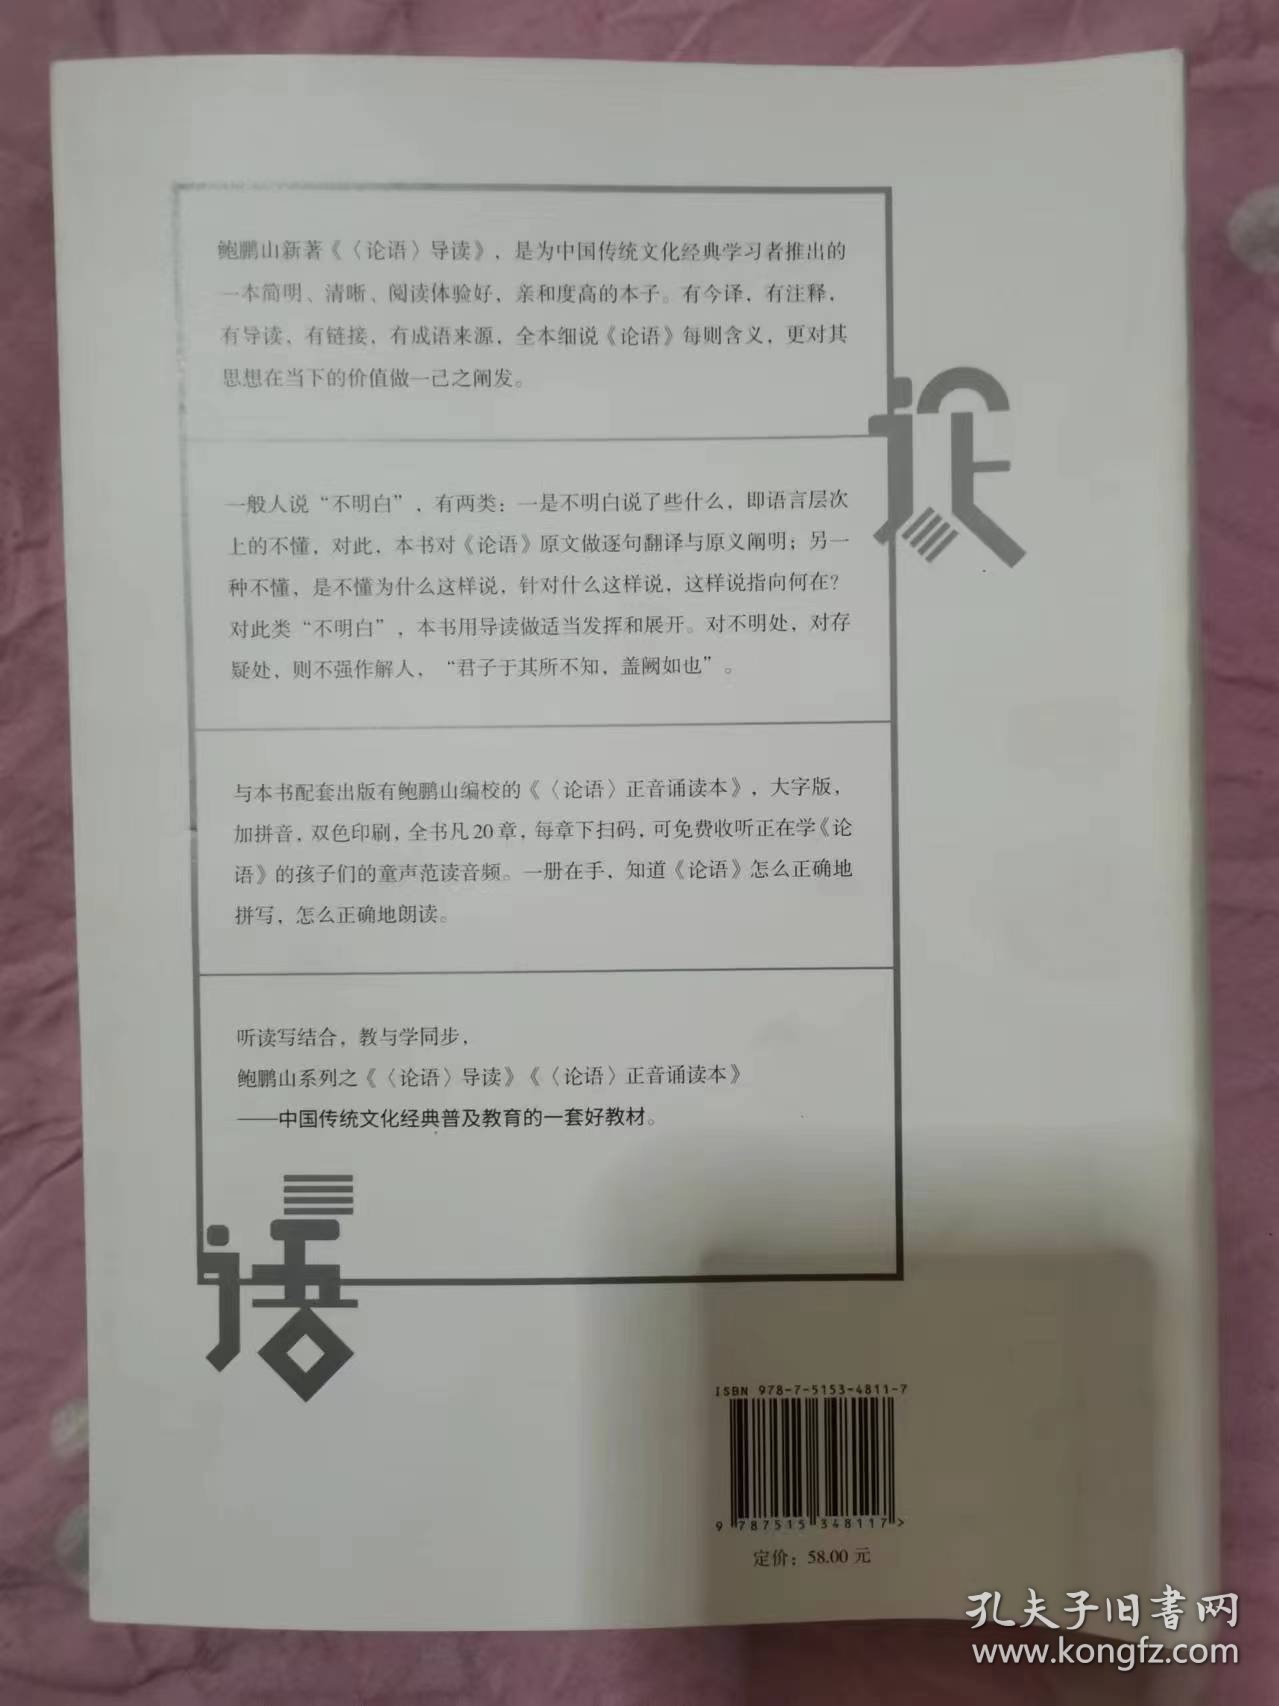 鲍鹏山新著《〈论语〉导读》，是为中国传统文化经典学习者推出的
一本简明、清晰、阅读体验好，亲和度高的本子。有今译，有注释，
有导读，有链接，有成语来源，全本细说《论语》每则含义，更对其
思想在当下的价值做一己之阐发。
论
一般人说“不明白”，有两类：一是不明白说了些什么，即语言层次
上的不懂，对此，本书对《论语》原文做逐句翻译与原义阐明；另一
种不懂，是不懂为什么这样说，针对什么这样说，这样说指向何在？
对此类“不明白”，本书用导读做适当发挥和展开。对不明处，对存
疑处，则不强作解人，“君子于其所不知，盖阙如也”。
与本书配套出版有鲍鹏山编校的《〈论语〉正音诵读本》，大字版，
加拼音，双色印刷，全书凡20章，每章下扫码，可免费收听正在学《论
语》的孩子们的童声范读音频。一册在手，知道《论语》怎么正确地
拼写，怎么正确地朗读。
听读写结合，教与学同步，
鲍鹏山系列之《〈论语〉导读》《〈论语〉正音诵读本》
——中国传统文化经典普及教育的一套好教材。
语
ISBN 978-7-5153-4811-7
9 787515 348117>
定价：58.00 元
孔夫子旧書网
www.kongfz.com